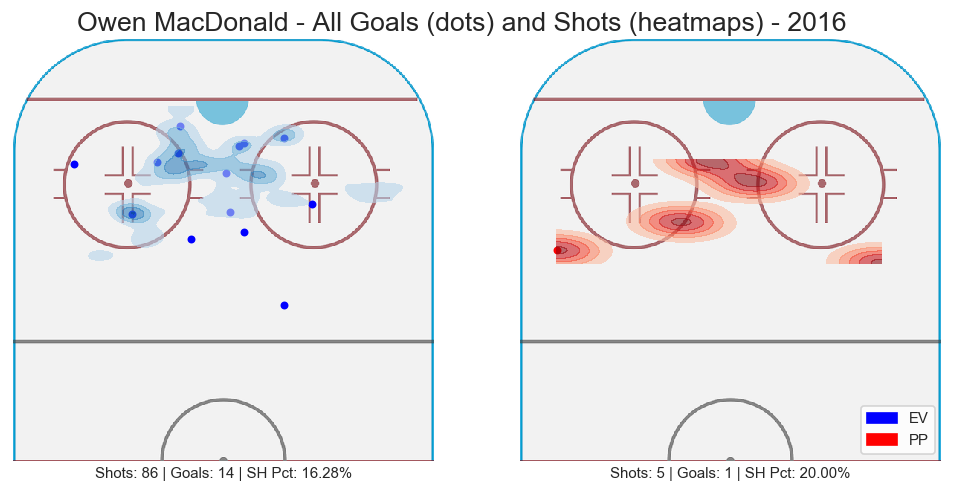 Owen MacDonald - All Goals (dots) and Shots (heatmaps) - 2016
EV
PP
Shots: 86 | Goals: 14 | SH Pct: 16.28%
Shots: 5 | Goals: 1 | SH Pct: 20.00%